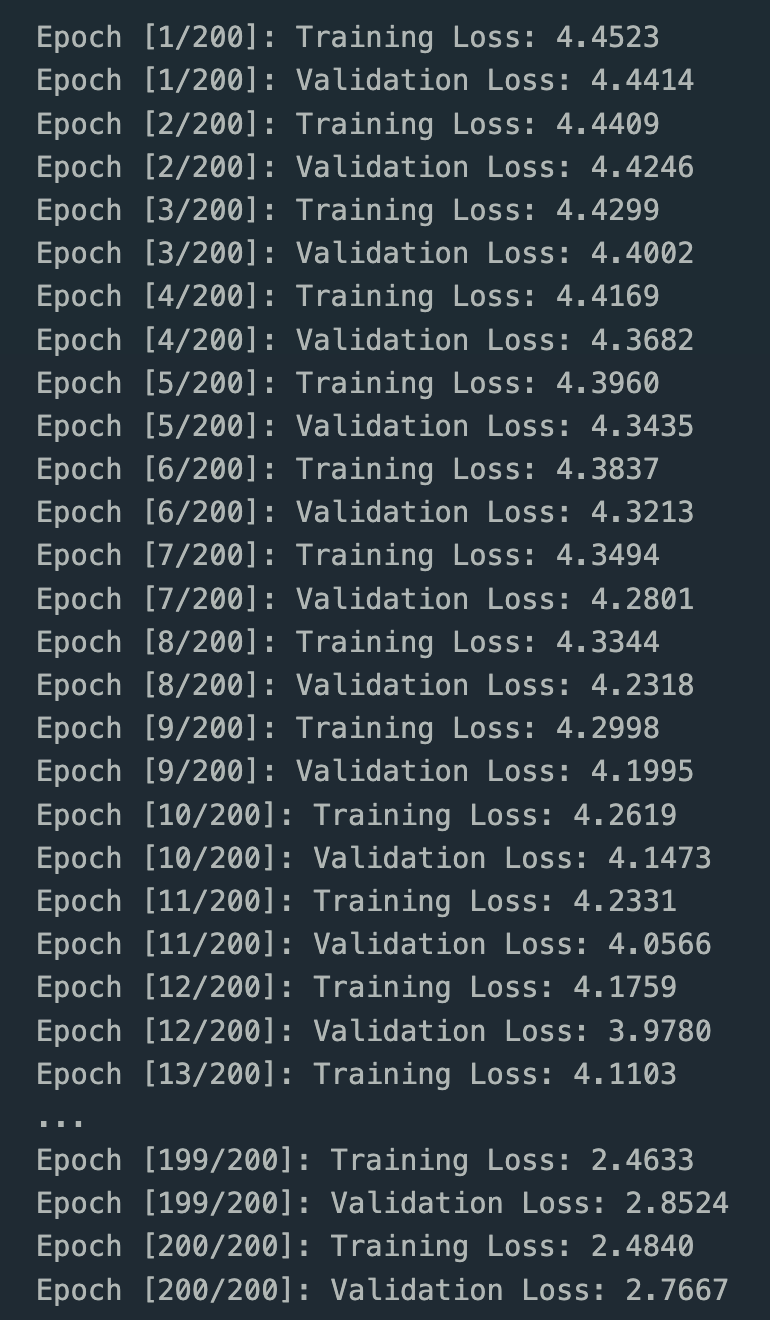 Epoch [1/200]: Training Loss: 4.4523
Epoch [1/200]: Validation Loss: 4.4414
Epoch [2/200]: Training Loss: 4.4409
Epoch [2/200]: Validation Loss: 4.4246
Epoch [3/200]: Training Loss: 4.4299
Epoch [3/200]: Validation Loss: 4.4002
Epoch [4/200]: Training Loss: 4.4169
Epoch [4/200]: Validation Loss: 4.3682
Epoch [5/200]: Training Loss: 4.3960
Epoch [5/200]: Validation Loss: 4.3435
Epoch [6/200]: Training Loss: 4.3837
Epoch [6/200]: Validation Loss: 4.3213
Epoch [7/200]: Training Loss: 4.3494
Epoch [7/200]: Validation Loss: 4.2801
Epoch [8/200]: Training Loss: 4.3344
Epoch [8/200]: Validation Loss: 4.2318
Epoch [9/200]: Training Loss: 4.2998
Epoch [9/200]: Validation Loss: 4.1995
Epoch [10/200]: Training Loss: 4.2619
Epoch [10/200]: Validation Loss: 4.1473
Epoch [11/200]: Training Loss: 4.2331
Epoch [11/200]: Validation Loss: 4.0566
Epoch [12/200]: Training Loss: 4.1759
Epoch [12/200]: Validation Loss: 3.9780
Epoch [13/200]: Training Loss: 4.1103
...
Epoch [199/200]: Training Loss: 2.4633
Epoch [199/200]: Validation Loss: 2.8524
Epoch [200/200]: Training Loss: 2.4840
Epoch [200/200]: Validation Loss: 2.7667